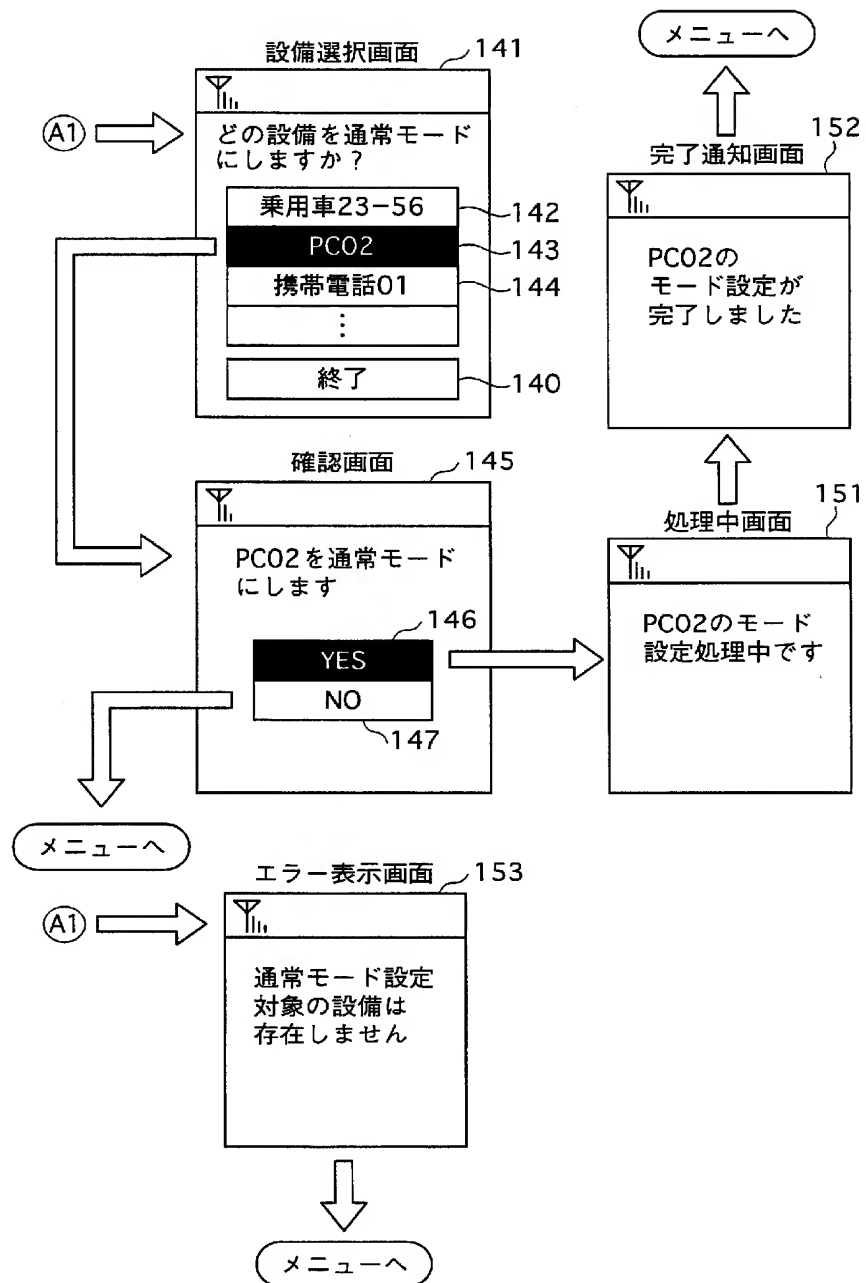 設備選択画面
141
A1
どの設備を通常モード
にしますか？
乗用車23−56
142
PC02
143
携帯電話01
144
⋮
終了
140
確認画面
145
PC02を通常モード
にします
146
YES
NO
147
メニューへ
処理中画面
151
PC02のモード
設定処理中です
完了通知画面
152
PC02の
モード設定が
完了しました
メニューへ
エラー表示画面
153
A1
通常モード設定
対象の設備は
存在しません
メニューへ